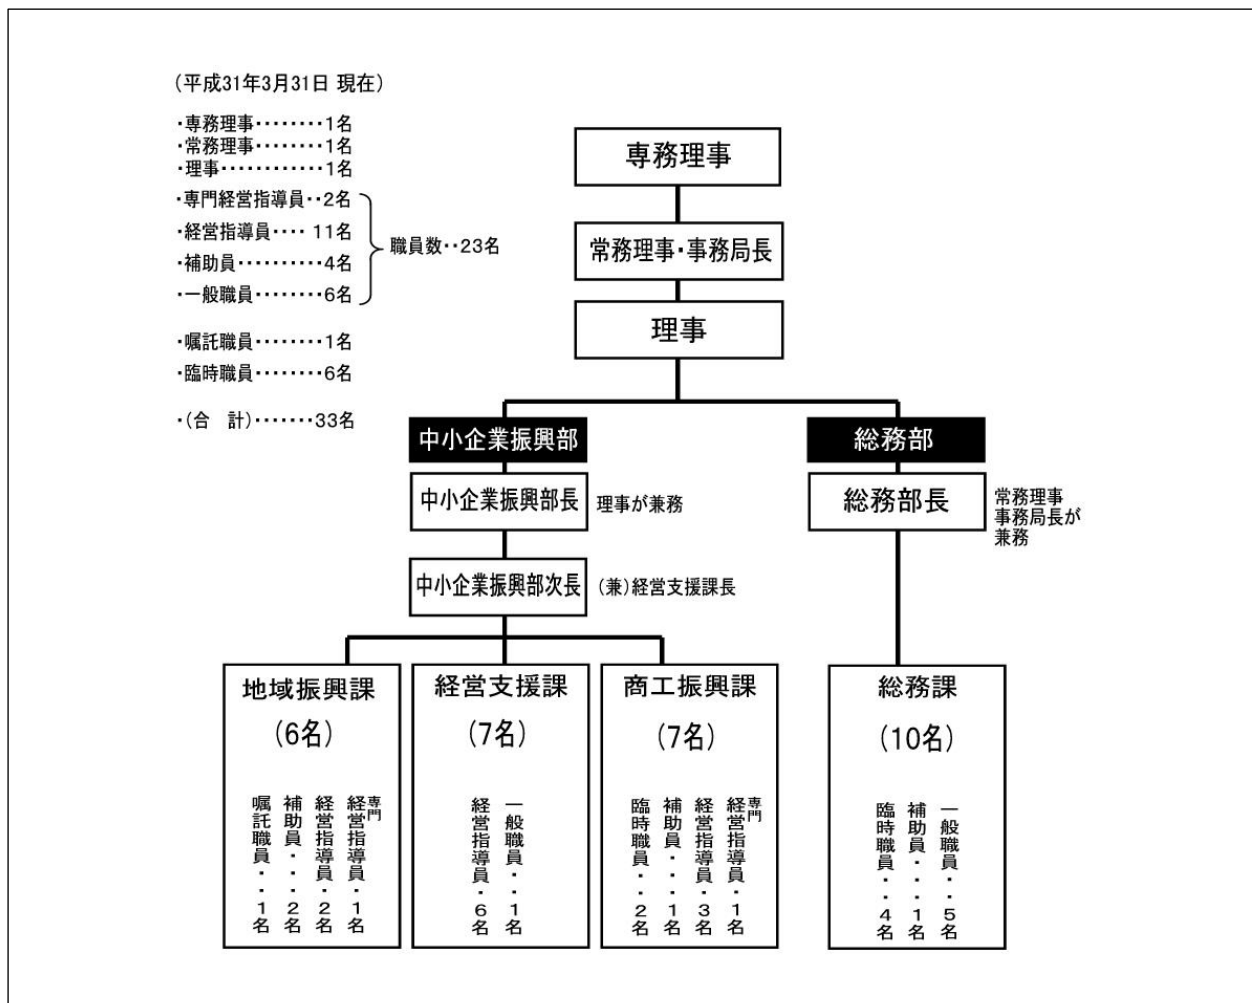 (平成31年3月31日 現在)
・専務理事・・・・・・・・1名
・常務理事・・・・・・・・1名
・理事・・・・・・・・・・・・1名
・専門経営指導員・・2名
・経営指導員・・・・ 11名
・補助員・・・・・・・・・・4名
・一般職員・・・・・・・・6名
職員数・・23名
・嘱託職員・・・・・・・・1名
・臨時職員・・・・・・・・6名
・(合 計)・・・・・・・33名
専務理事
常務理事・事務局長
理事
中小企業振興部
中小企業振興部長
理事が兼務
中小企業振興部次長
(兼)経営支援課長
総務部
総務部長
常務理事
事務局長が
兼務
地域振興課
(6名)
専門
経営指導員・1名
経営指導員・2名
補助員・・・2名
嘱託職員・・1名
経営支援課
(7名)
一般職員・・1名
経営指導員・6名
商工振興課
(7名)
専門
経営指導員・1名
経営指導員・3名
補助員・・・1名
臨時職員・・・2名
総務課
(10名)
一般職員・・5名
補助員・・・1名
臨時職員・・4名